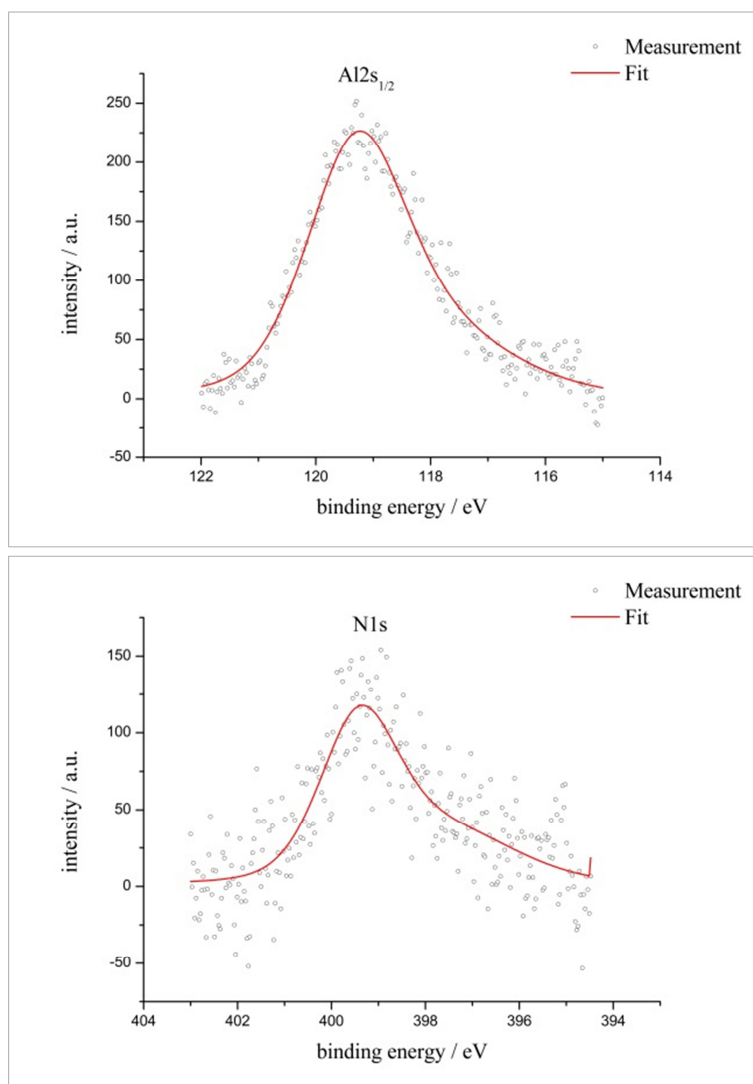 Measurement
Fit
Al2s1/2
250
200
150
100
50
0
-50
intensity / a.u.
122
120
118
116
114
binding energy / eV
Measurement
Fit
N1s
150
100
50
0
-50
intensity / a.u.
404
402
400
398
396
394
binding energy / eV